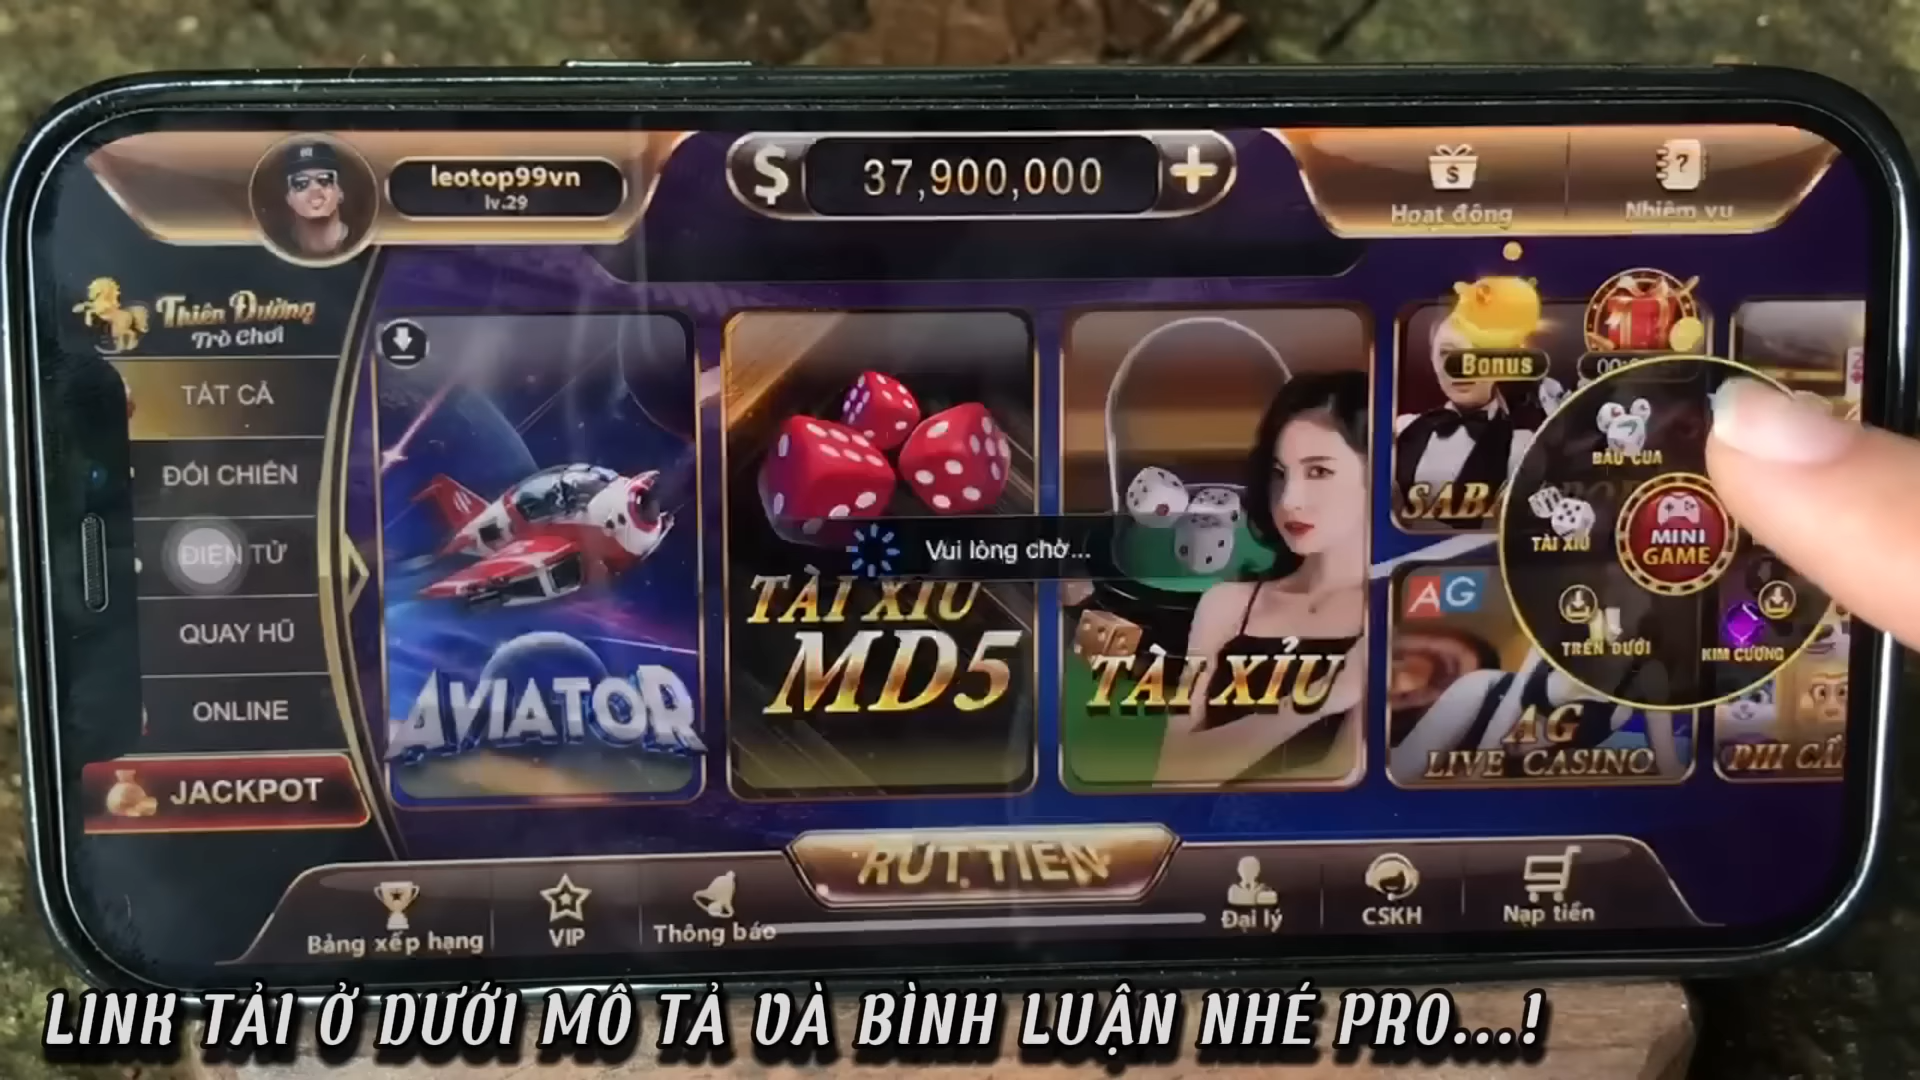 leotop99vn
lv.29
$ 37,900,000 +
Hoạt động
Nhiệm vụ
Thiên Đường
Trò Chơi
TẤT CẢ
ĐỐI CHIẾN
ĐIỆN TỬ
QUAY HŨ
ONLINE
JACKPOT
AVIATOR
TÀI XỈU
MD5
Vui lòng chờ...
TÀI XỈU
Bonus
BẦU CUA
TÀI XỈU
MINI
GAME
TRÊN DƯỚI
KIM CƯƠNG
AG
AG
LIVE CASINO
RÚT TIỀN
Bảng xếp hạng
VIP
Thông báo
Đại lý
CSKH
Nạp tiền
LINK TẢI Ở DƯỚI MÔ TẢ VÀ BÌNH LUẬN NHÉ PRO...!